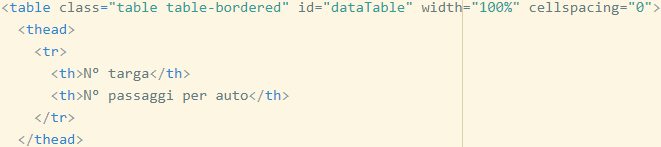 <table class="table table-bordered" id="dataTable" width="100%" cellspacing="0">
<thead>
<tr>
<th>N° targa</th>
<th>N° passaggi per auto</th>
</tr>
</thead>